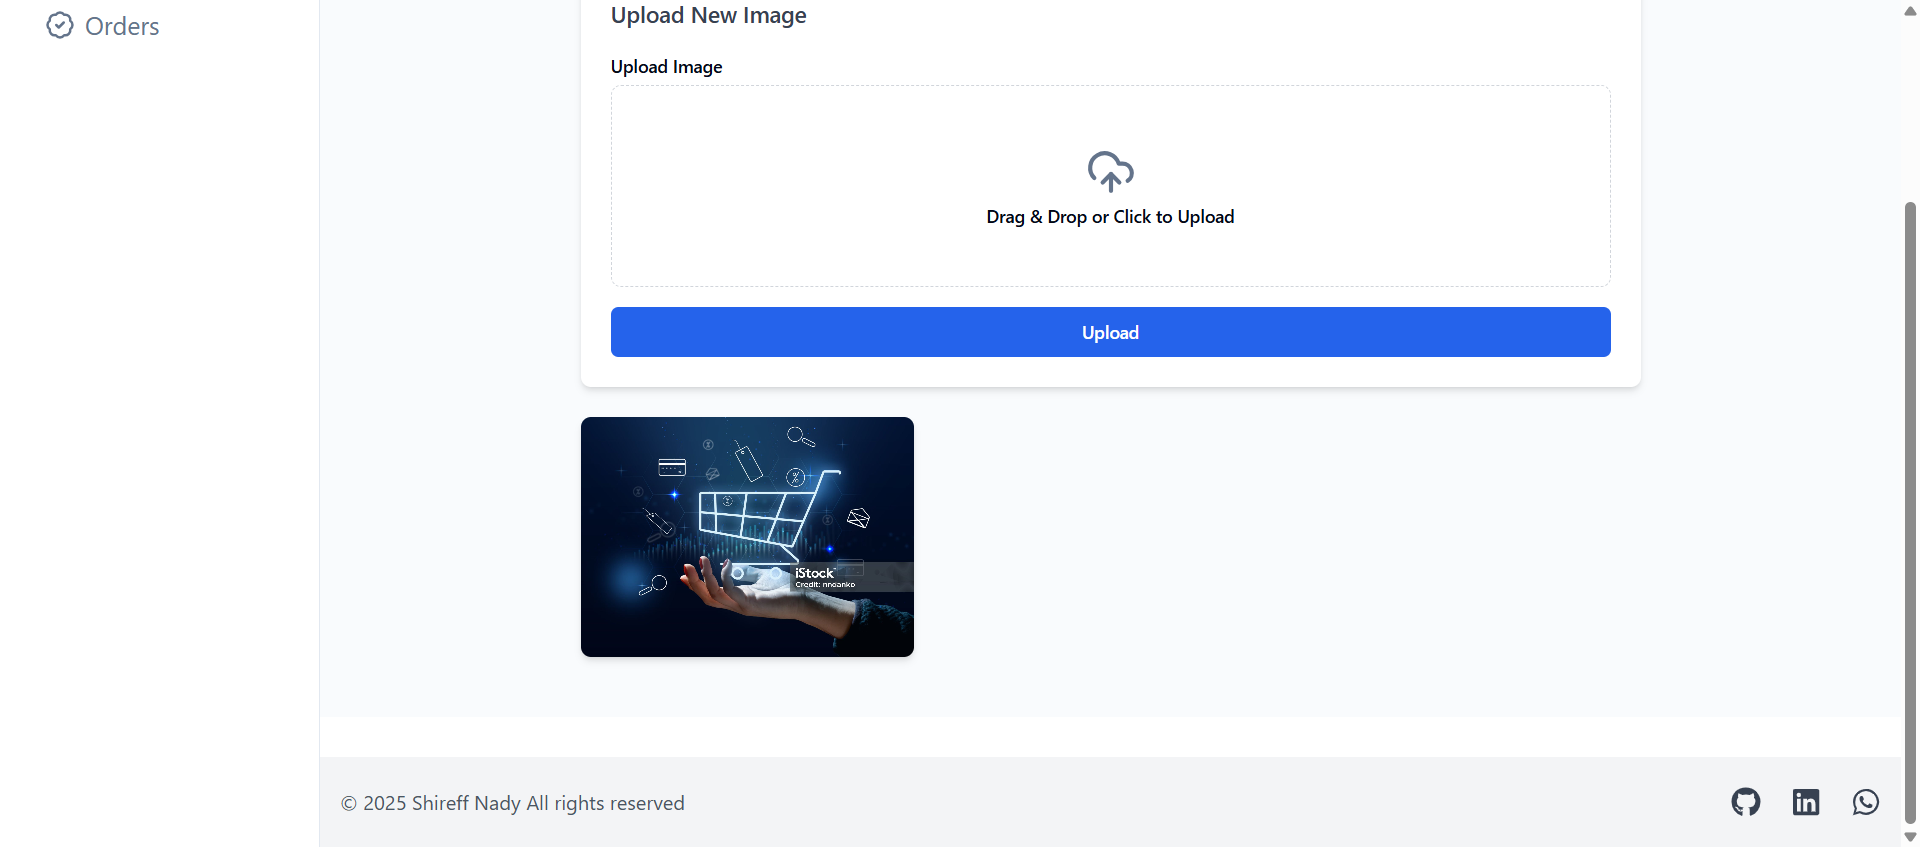 Orders
Upload New Image
Upload Image
Drag & Drop or Click to Upload
Upload
iStock
Credit: nnoanko
© 2025 Shireff Nady All rights reserved